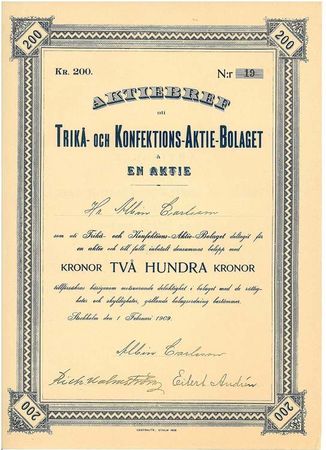 200
200
Kr. 200.
N:r 19
AKTIEBREF
uti
TRIKÅ- OCH KONFEKTIONS-AKTIE-BOLAGET
å
EN AKTIE
Hr Albin Carlsson
som uti Trikå- och Konfektions-Aktie-Bolaget deltagit för
en aktie och till fullo inbetalt densammas belopp med
KRONOR TVÅ HUNDRA KRONOR
tillförsäkras härigenom motsvarande delaktighet i bolaget med de rättig-
heter och skyldigheter, gällande bolagsordning bestämmer.
Stockholm den 1 Februari 1909.
Albin Carlsson
Rich Malmström
Eilert Andrén
200
200